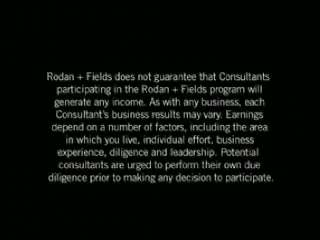 Rodan + Fields does not guarantee that Consultants
participating in the Rodan + Fields program will
generate any income. As with any business, each
Consultant's business results may vary. Earnings
depend on a number of factors, including the area
in which you live, individual effort, business
experience, diligence and leadership. Potential
consultants are urged to perform their own due
diligence prior to making any decision to participate.